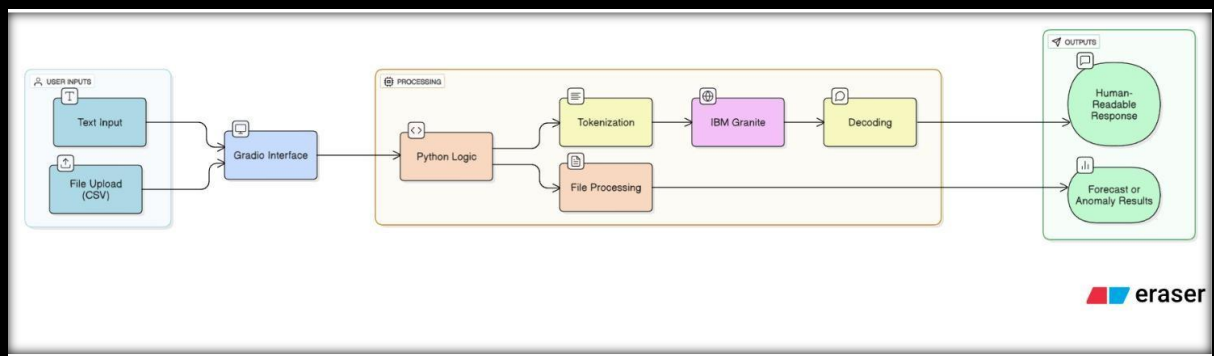 USER INPUTS
Text Input
File Upload
(CSV)
Gradio Interface
PROCESSING
Python Logic
Tokenization
IBM Granite
Decoding
File Processing
OUTPUTS
Human-
Readable
Response
Forecast or
Anomaly Results
eraser